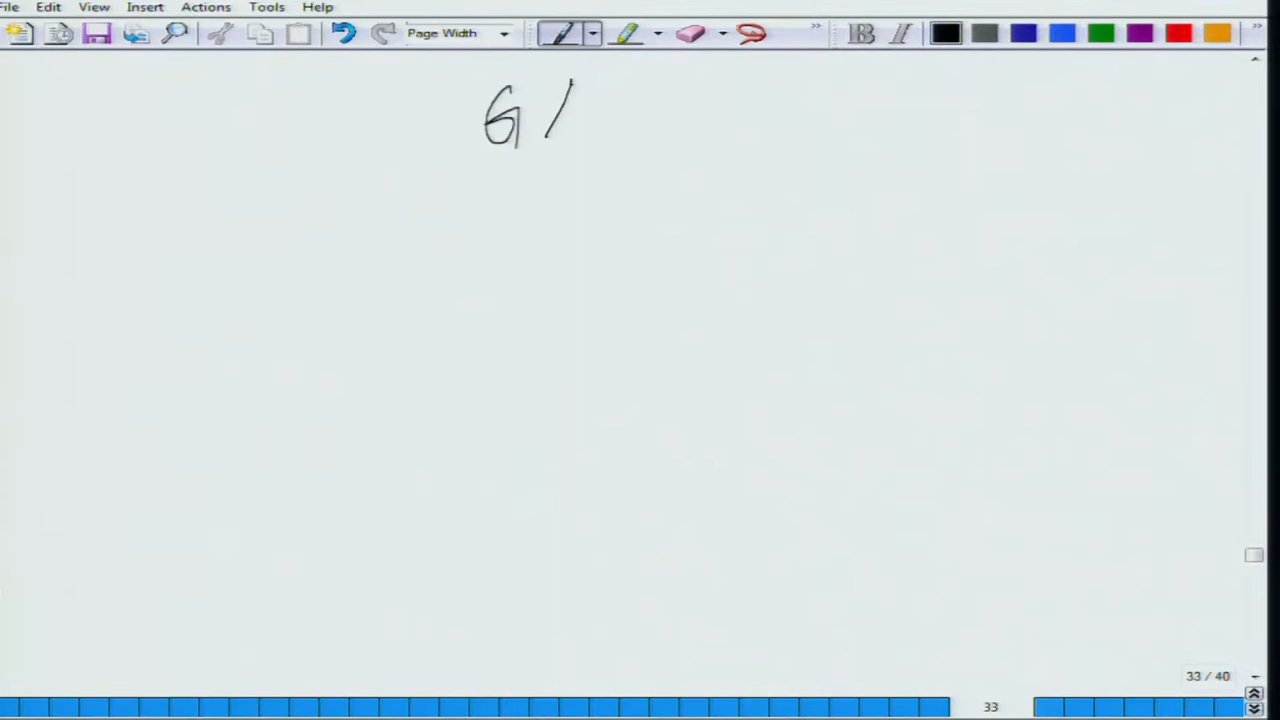 File Edit View Insert Actions Tools Help
Page Width B I
G /
33 / 40
33